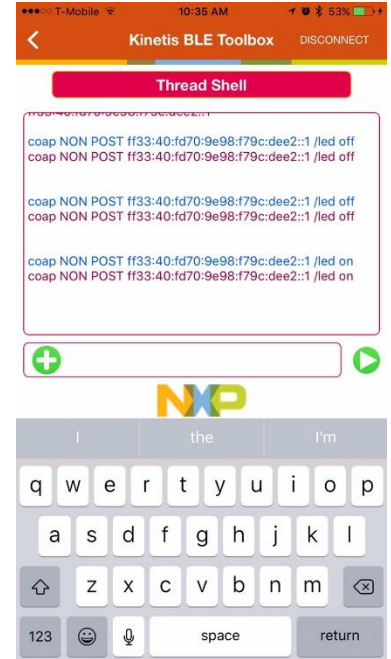 T-Mobile 10:35 AM 53%
Kinetis BLE Toolbox DISCONNECT
Thread Shell
coap NON POST ff33:40:fd70:9e98:f79c:dee2::1 /led off
coap NON POST ff33:40:fd70:9e98:f79c:dee2::1 /led off
coap NON POST ff33:40:fd70:9e98:f79c:dee2::1 /led off
coap NON POST ff33:40:fd70:9e98:f79c:dee2::1 /led off
coap NON POST ff33:40:fd70:9e98:f79c:dee2::1 /led on
coap NON POST ff33:40:fd70:9e98:f79c:dee2::1 /led on
NXP
I the I'm
q w e r t y u i o p
a s d f g h j k l
z x c v b n m
123 space return